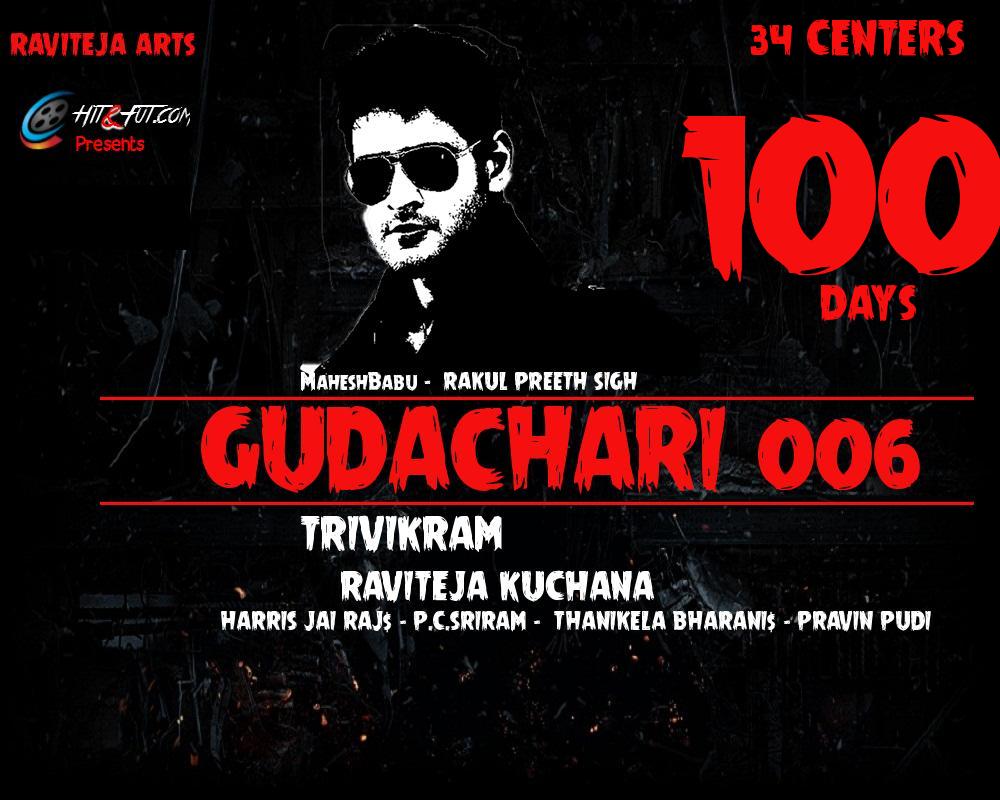 RAVITEJA ARTS
34 CENTERS
HIT&FUT.COM
Presents
100
DAYS
MAHESHBABU - RAKUL PREETH SIGH
GUDACHARI 006
TRIVIKRAM
RAVITEJA KUCHANA
HARRIS JAI RAJ$ - P.C.SRIRAM - THANIKELA BHARANI$ - PRAVIN PUDI